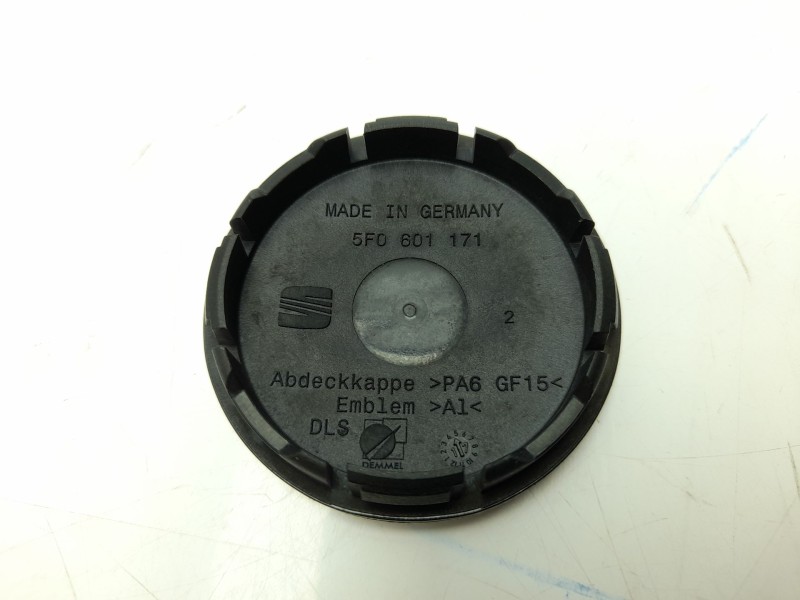 MADE IN GERMANY
5F0 601 171
2
Abdeckkappe >PA6 GF15<
Emblem >Al<
DLS
DEMMEL